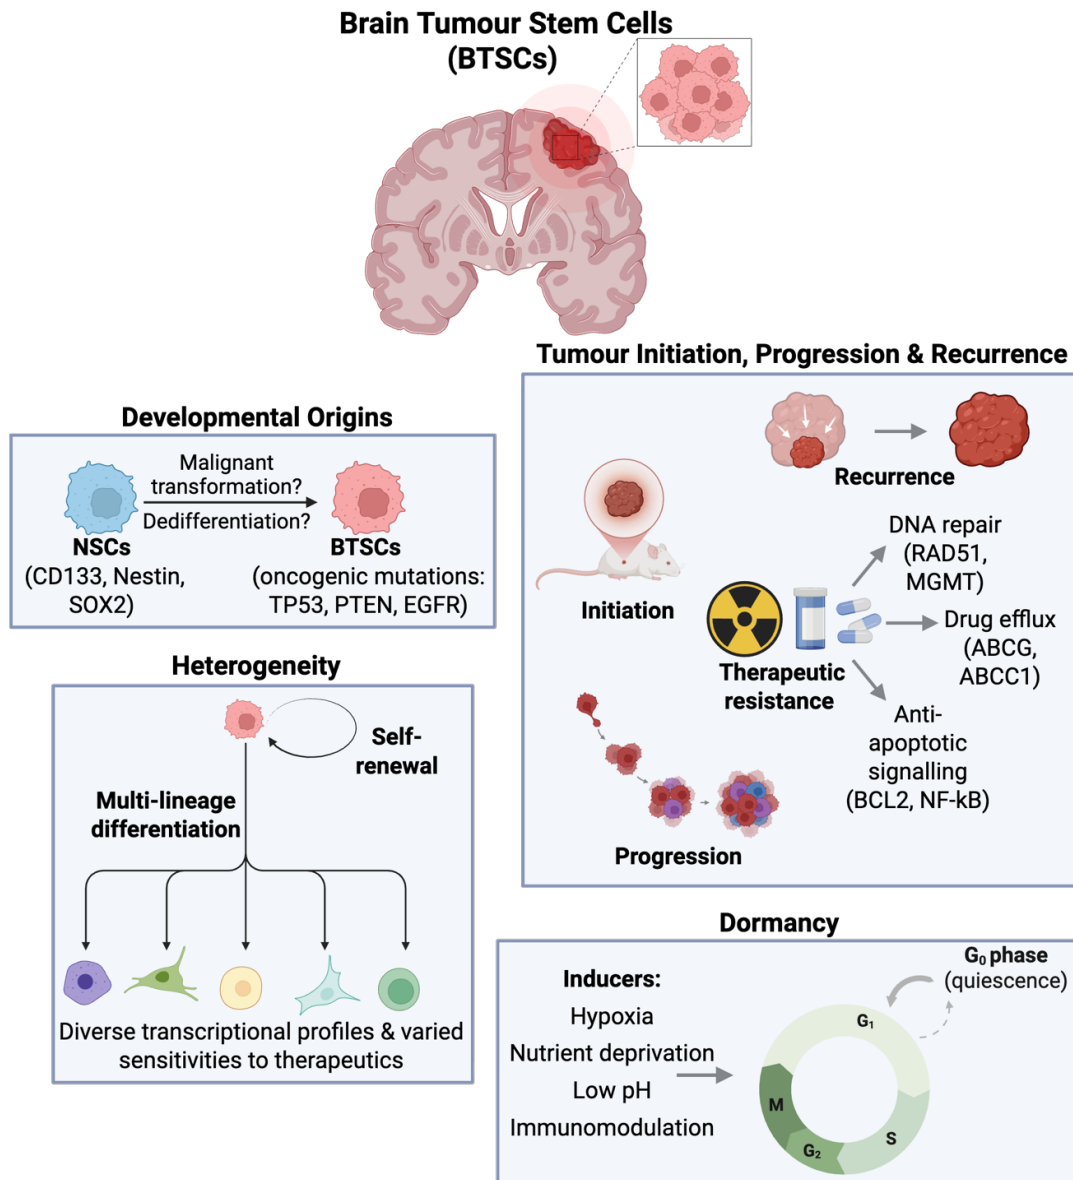 Brain Tumour Stem Cells
(BTSCs)
Tumour Initiation, Progression & Recurrence
Recurrence
Initiation
DNA repair
(RAD51,
MGMT)
Therapeutic
resistance
Drug efflux
(ABCG,
ABCC1)
Anti-
apoptotic
signalling
(BCL2, NF-kB)
Progression
Developmental Origins
Malignant
transformation?
Dedifferentiation?
NSCs
(CD133, Nestin,
SOX2)
BTSCs
(oncogenic mutations:
TP53, PTEN, EGFR)
Heterogeneity
Self-
renewal
Multi-lineage
differentiation
Diverse transcriptional profiles & varied
sensitivities to therapeutics
Dormancy
Inducers:
Hypoxia
Nutrient deprivation
Low pH
Immunomodulation
G₀ phase
(quiescence)
G₁
S
G₂
M